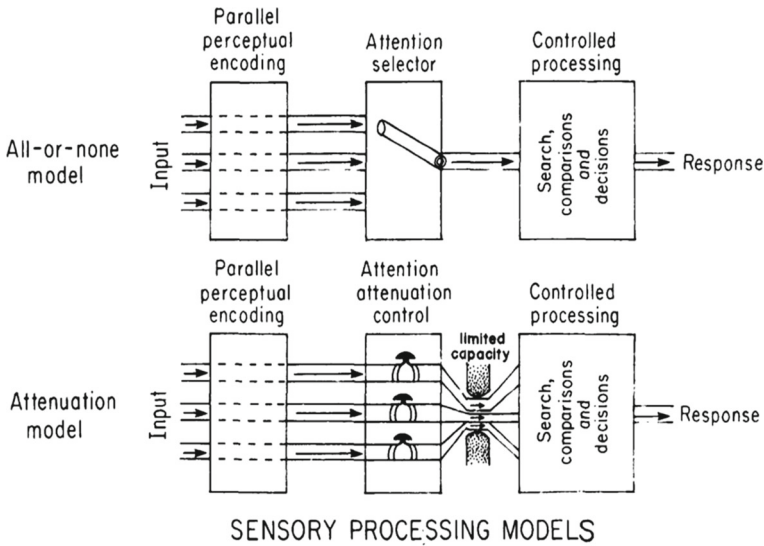 Parallel
perceptual
encoding
Attention
selector
Controlled
processing
All-or-none
model
Input
Search,
comparisons
and
decisions
Response
Parallel
perceptual
encoding
Attention
attenuation
control
limited
capacity
Controlled
processing
Attenuation
model
Input
Search,
comparisons
and
decisions
Response
SENSORY PROCESSING MODELS